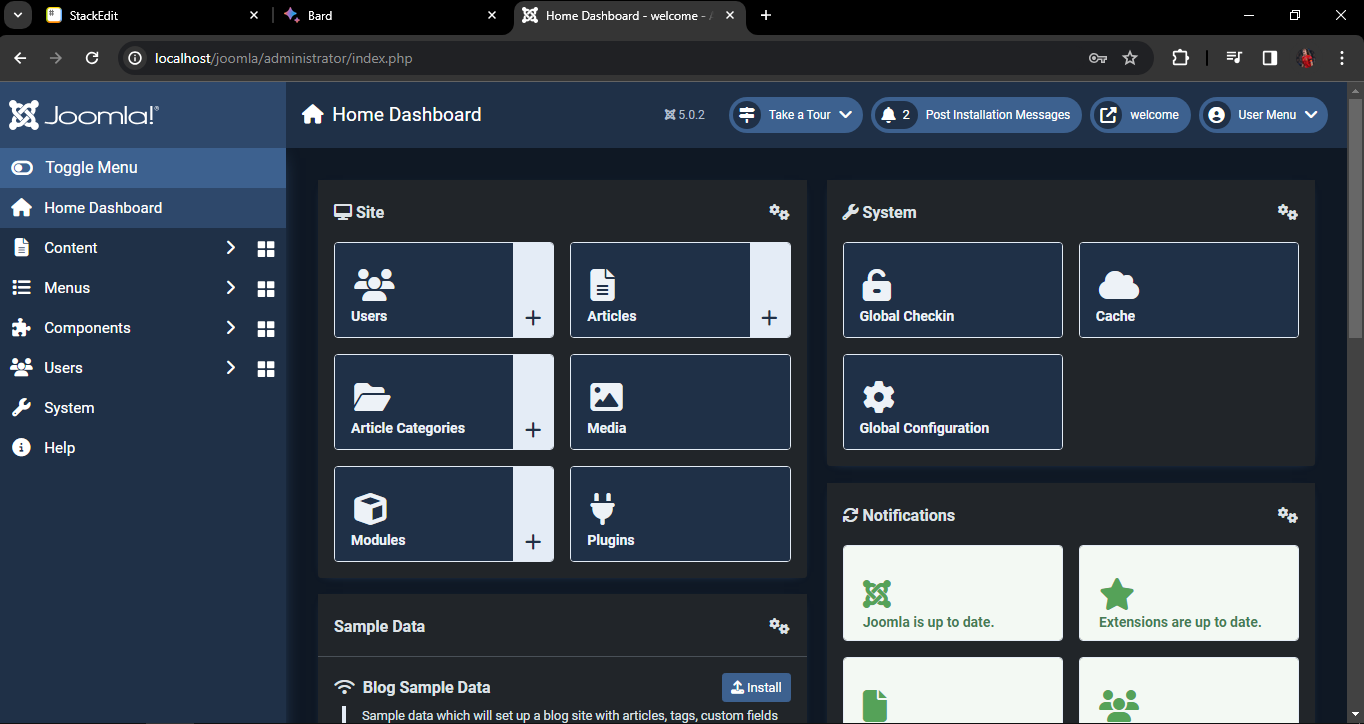 StackEdit
Bard
Home Dashboard - welcome -
localhost/joomla/administrator/index.php
Joomla!®
Home Dashboard
5.0.2
Take a Tour
2
Post Installation Messages
welcome
User Menu
Toggle Menu
Home Dashboard
Content
Menus
Components
Users
System
Help
Site
Users
+
Articles
+
Article Categories
+
Media
Modules
+
Plugins
System
Global Checkin
Cache
Global Configuration
Notifications
Joomla is up to date.
Extensions are up to date.
Sample Data
Blog Sample Data
Install
Sample data which will set up a blog site with articles, tags, custom fields